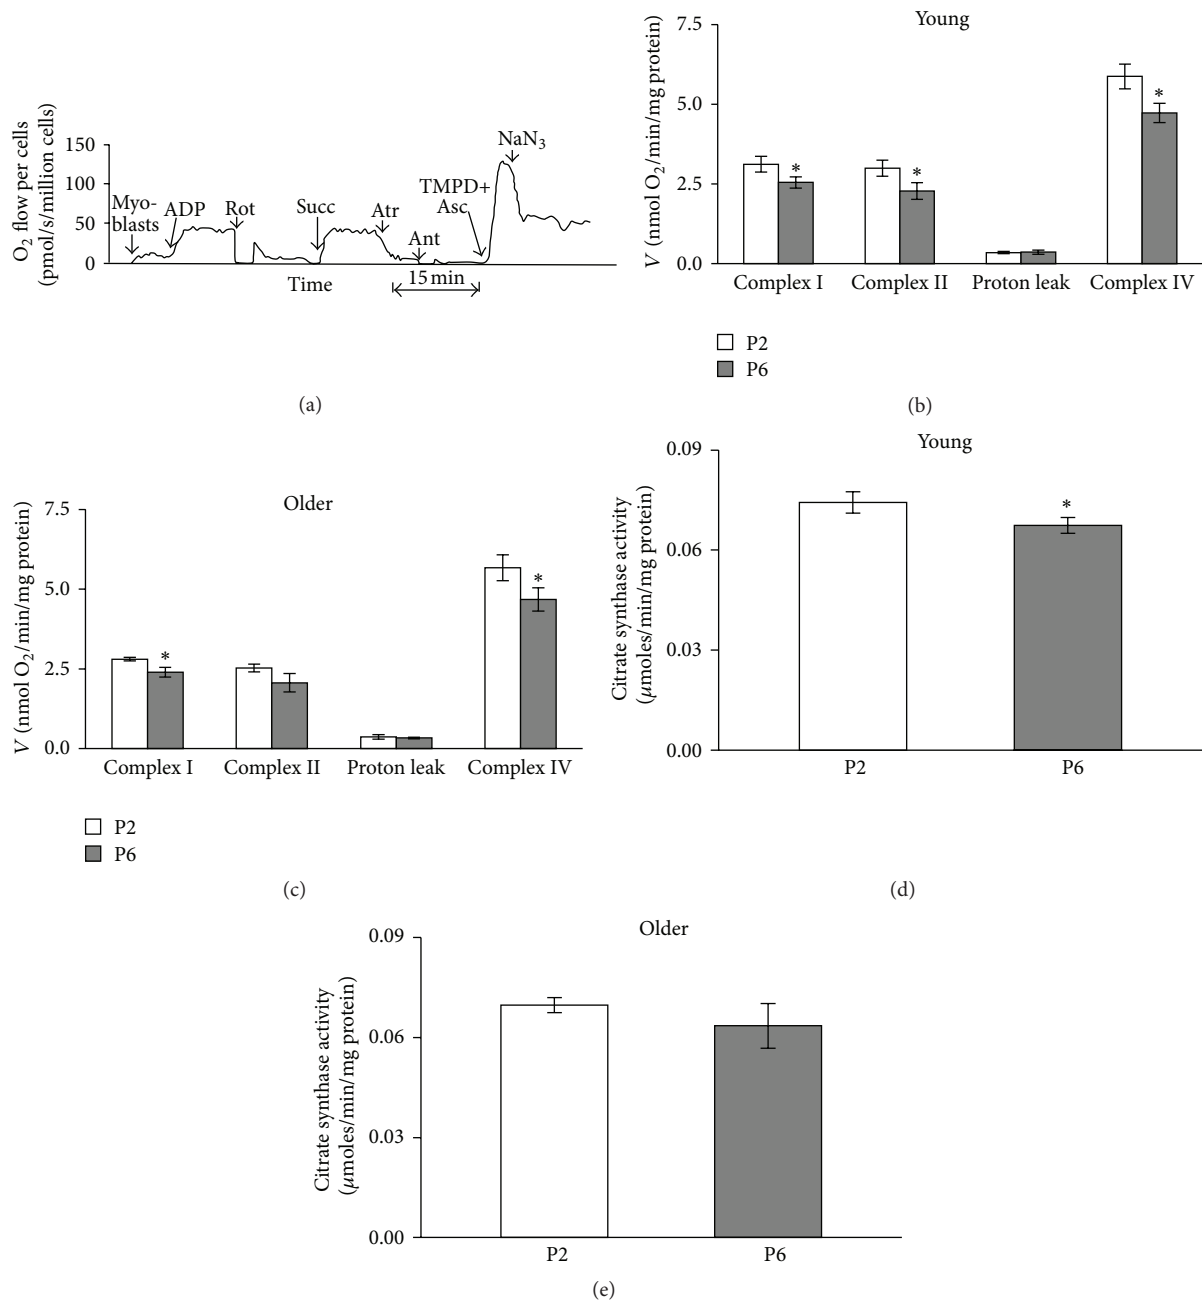 O2 flow per cells
(pmol/s/million cells)
150
100
50
0
Myo-
blasts
ADP
Rot
Succ
Atr
Ant
TMPD+
Asc
NaN3
Time
15 min
(a)
Young
V (nmol O2/min/mg protein)
7.5
5.0
2.5
0.0
*
*
*
Complex I
Complex II
Proton leak
Complex IV
P2
P6
(b)
Older
V (nmol O2/min/mg protein)
7.5
5.0
2.5
0.0
*
*
Complex I
Complex II
Proton leak
Complex IV
P2
P6
(c)
Young
Citrate synthase activity
(μmoles/min/mg protein)
0.09
0.06
0.03
0.00
*
P2
P6
(d)
Older
Citrate synthase activity
(μmoles/min/mg protein)
0.09
0.06
0.03
0.00
P2
P6
(e)